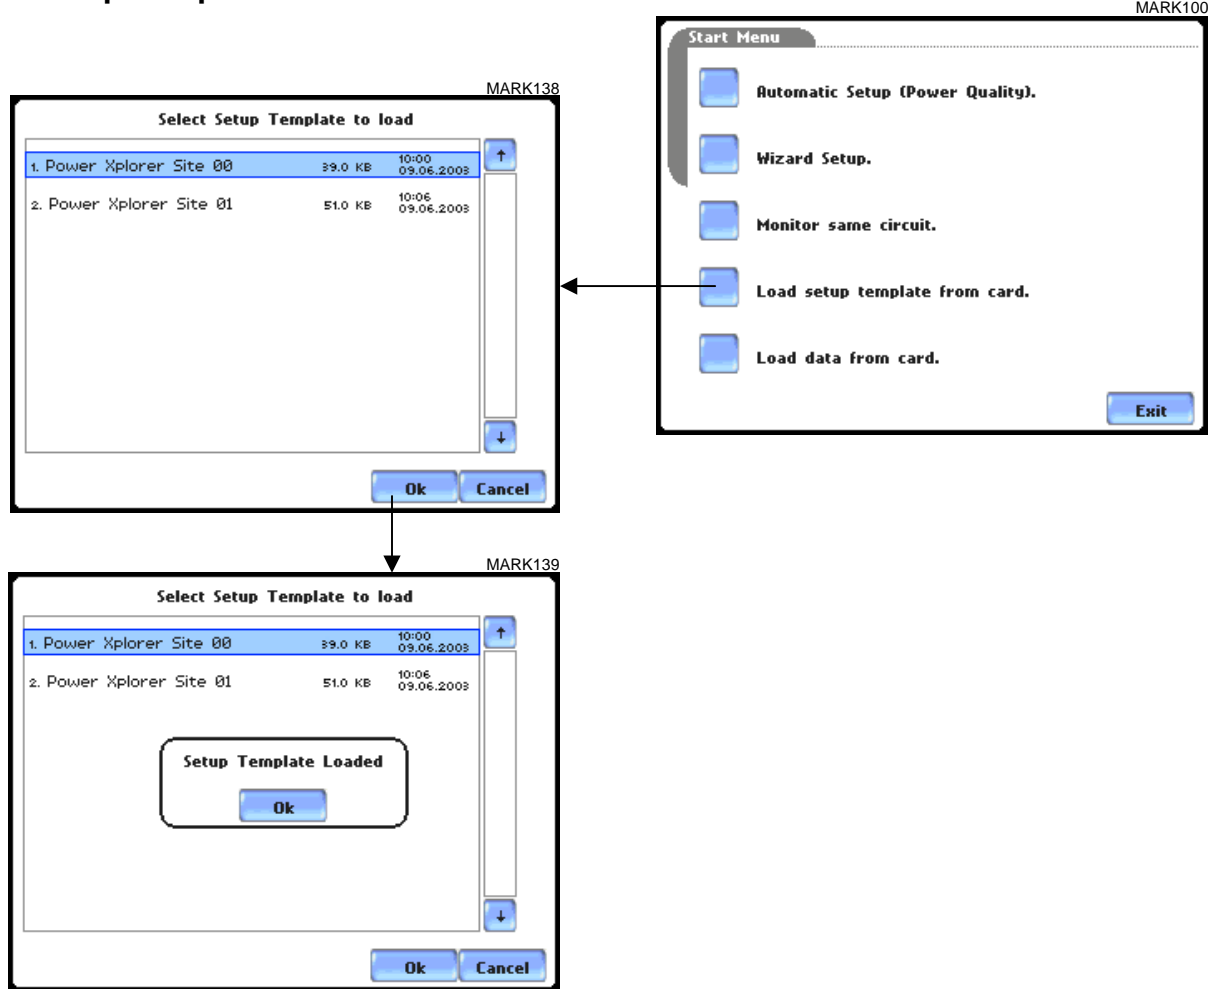 MARK100
Start Menu
Automatic Setup (Power Quality).
Wizard Setup.
Monitor same circuit.
Load setup template from card.
Load data from card.
Exit
MARK138
Select Setup Template to load
1. Power Xplorer Site 00 39.0 KB 10:00 09.06.2003
2. Power Xplorer Site 01 51.0 KB 10:06 09.06.2003
Ok Cancel
MARK139
Select Setup Template to load
1. Power Xplorer Site 00 39.0 KB 10:00 09.06.2003
2. Power Xplorer Site 01 51.0 KB 10:06 09.06.2003
Setup Template Loaded
Ok
Ok Cancel